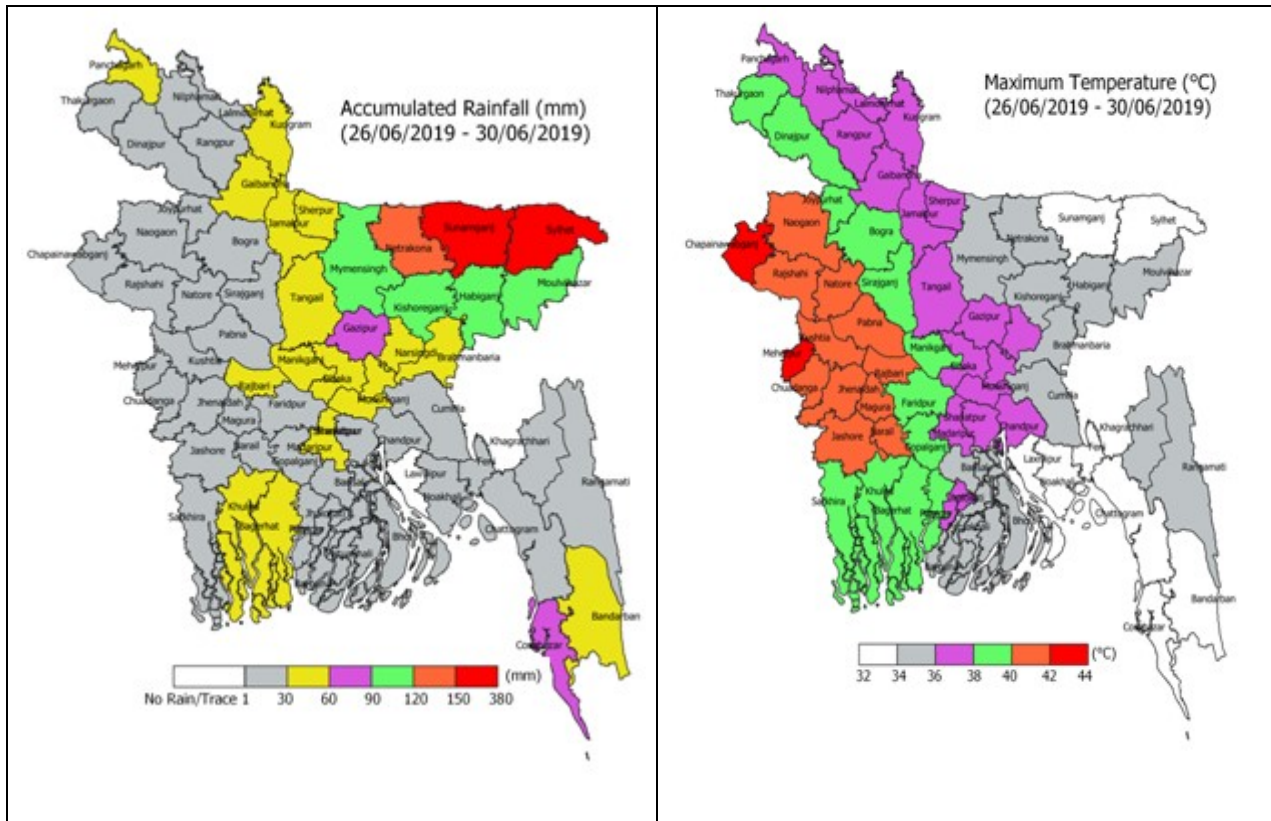 Accumulated Rainfall (mm)
(26/06/2019 - 30/06/2019)
Panchagarh
Thakurgaon
Nilphamari
Lalmonirhat
Kurigram
Dinajpur
Rangpur
Gaibandha
Joypurhat
Sherpur
Jamalpur
Naogaon
Bogra
Netrakona
Sunamganj
Sylhet
Chapainawabganj
Mymensingh
Moulvibazar
Rajshahi
Natore
Sirajganj
Tangail
Kishoreganj
Habiganj
Gazipur
Pabna
Narsingdi
Meherpur
Kushtia
Manikganj
Brahmanbaria
Dhaka
Rajbari
Chuadanga
Jhenaidah
Faridpur
Munshiganj
Cumilla
Magura
Khagrachhari
Jashore
Narail
Madaripur
Chandpur
Gopalganj
Feni
Laxmipur
Rangamati
Noakhali
Satkhira
Khulna
Bagerhat
Chattagram
Bandarban
(mm)
No Rain/Trace 1 30 60 90 120 150 380
Maximum Temperature (°C)
(26/06/2019 - 30/06/2019)
Panchagarh
Thakurgaon
Nilphamari
Lalmonirhat
Kurigram
Dinajpur
Rangpur
Gaibandha
Joypurhat
Sherpur
Jamalpur
Naogaon
Bogra
Netrakona
Sunamganj
Sylhet
Chapainawabganj
Mymensingh
Moulvibazar
Rajshahi
Natore
Sirajganj
Tangail
Kishoreganj
Habiganj
Gazipur
Pabna
Kushtia
Manikganj
Brahmanbaria
Dhaka
Rajbari
Chuadanga
Jhenaidah
Faridpur
Cumilla
Magura
Shariatpur
Khagrachhari
Jashore
Narail
Madaripur
Chandpur
Gopalganj
Feni
Rangamati
Noakhali
Satkhira
Khulna
Bagerhat
Chattagram
Bandarban
(°C)
32 34 36 38 40 42 44